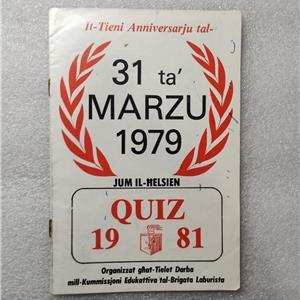 It-Tieni Anniversarju tal-
31 ta'
MARZU
1979
JUM IL-ĦELSIEN
QUIZ
19 81
Organizzat għat-Tielet Darba
mill-Kummissjoni Edukattiva tal-Brigata Laburista